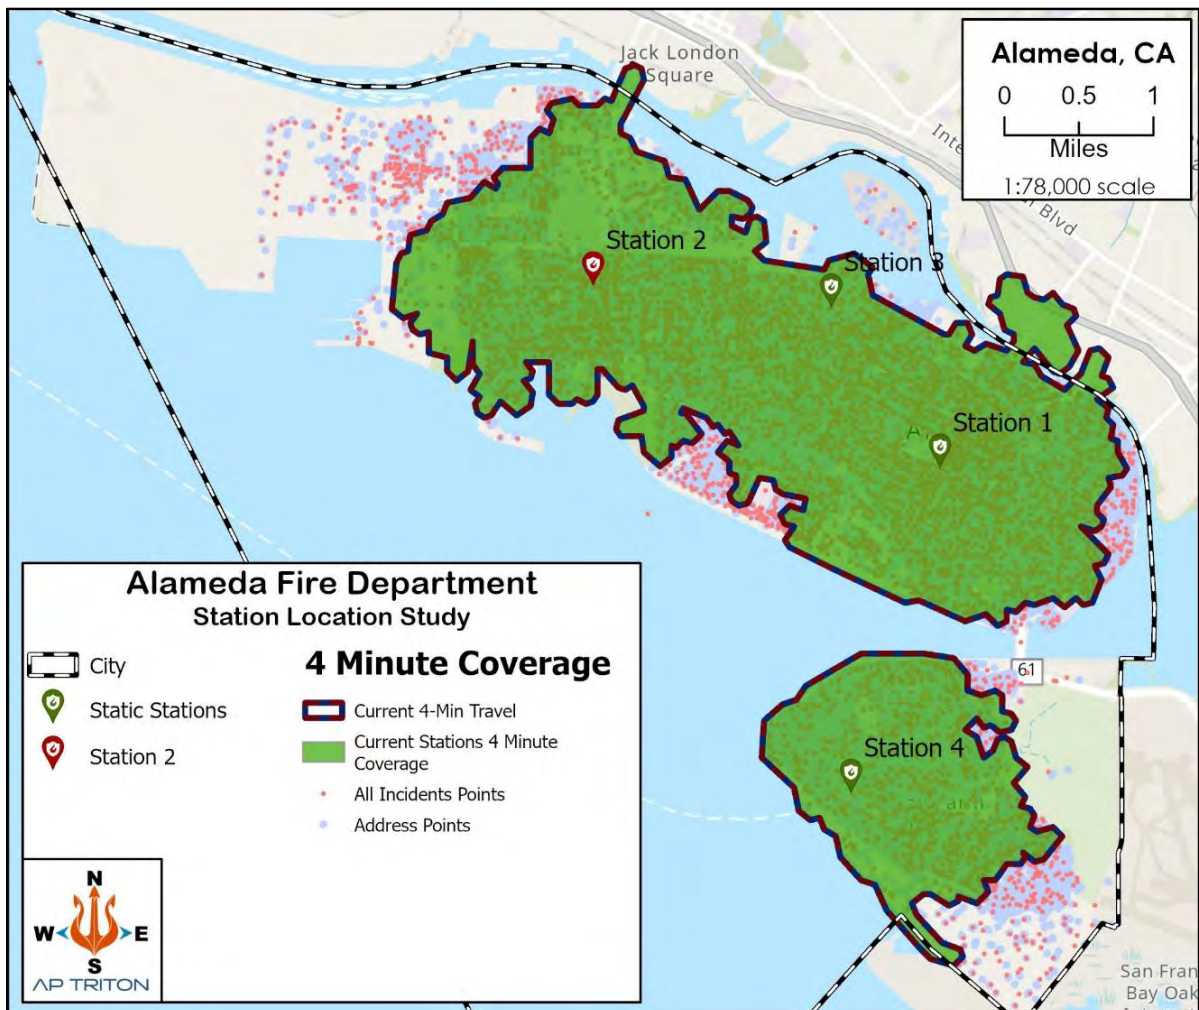 Jack London
Square
Alameda, CA
0 0.5 1
Miles
1:78,000 scale
Inte
Blvd
Station 2
Station 3
Station 1
A
61
Station 4
San Fran
Bay Oak
Alameda Fire Department
Station Location Study
City
Static Stations
Station 2
4 Minute Coverage
Current 4-Min Travel
Current Stations 4 Minute
Coverage
All Incidents Points
Address Points
N
W E
S
AP TRITON